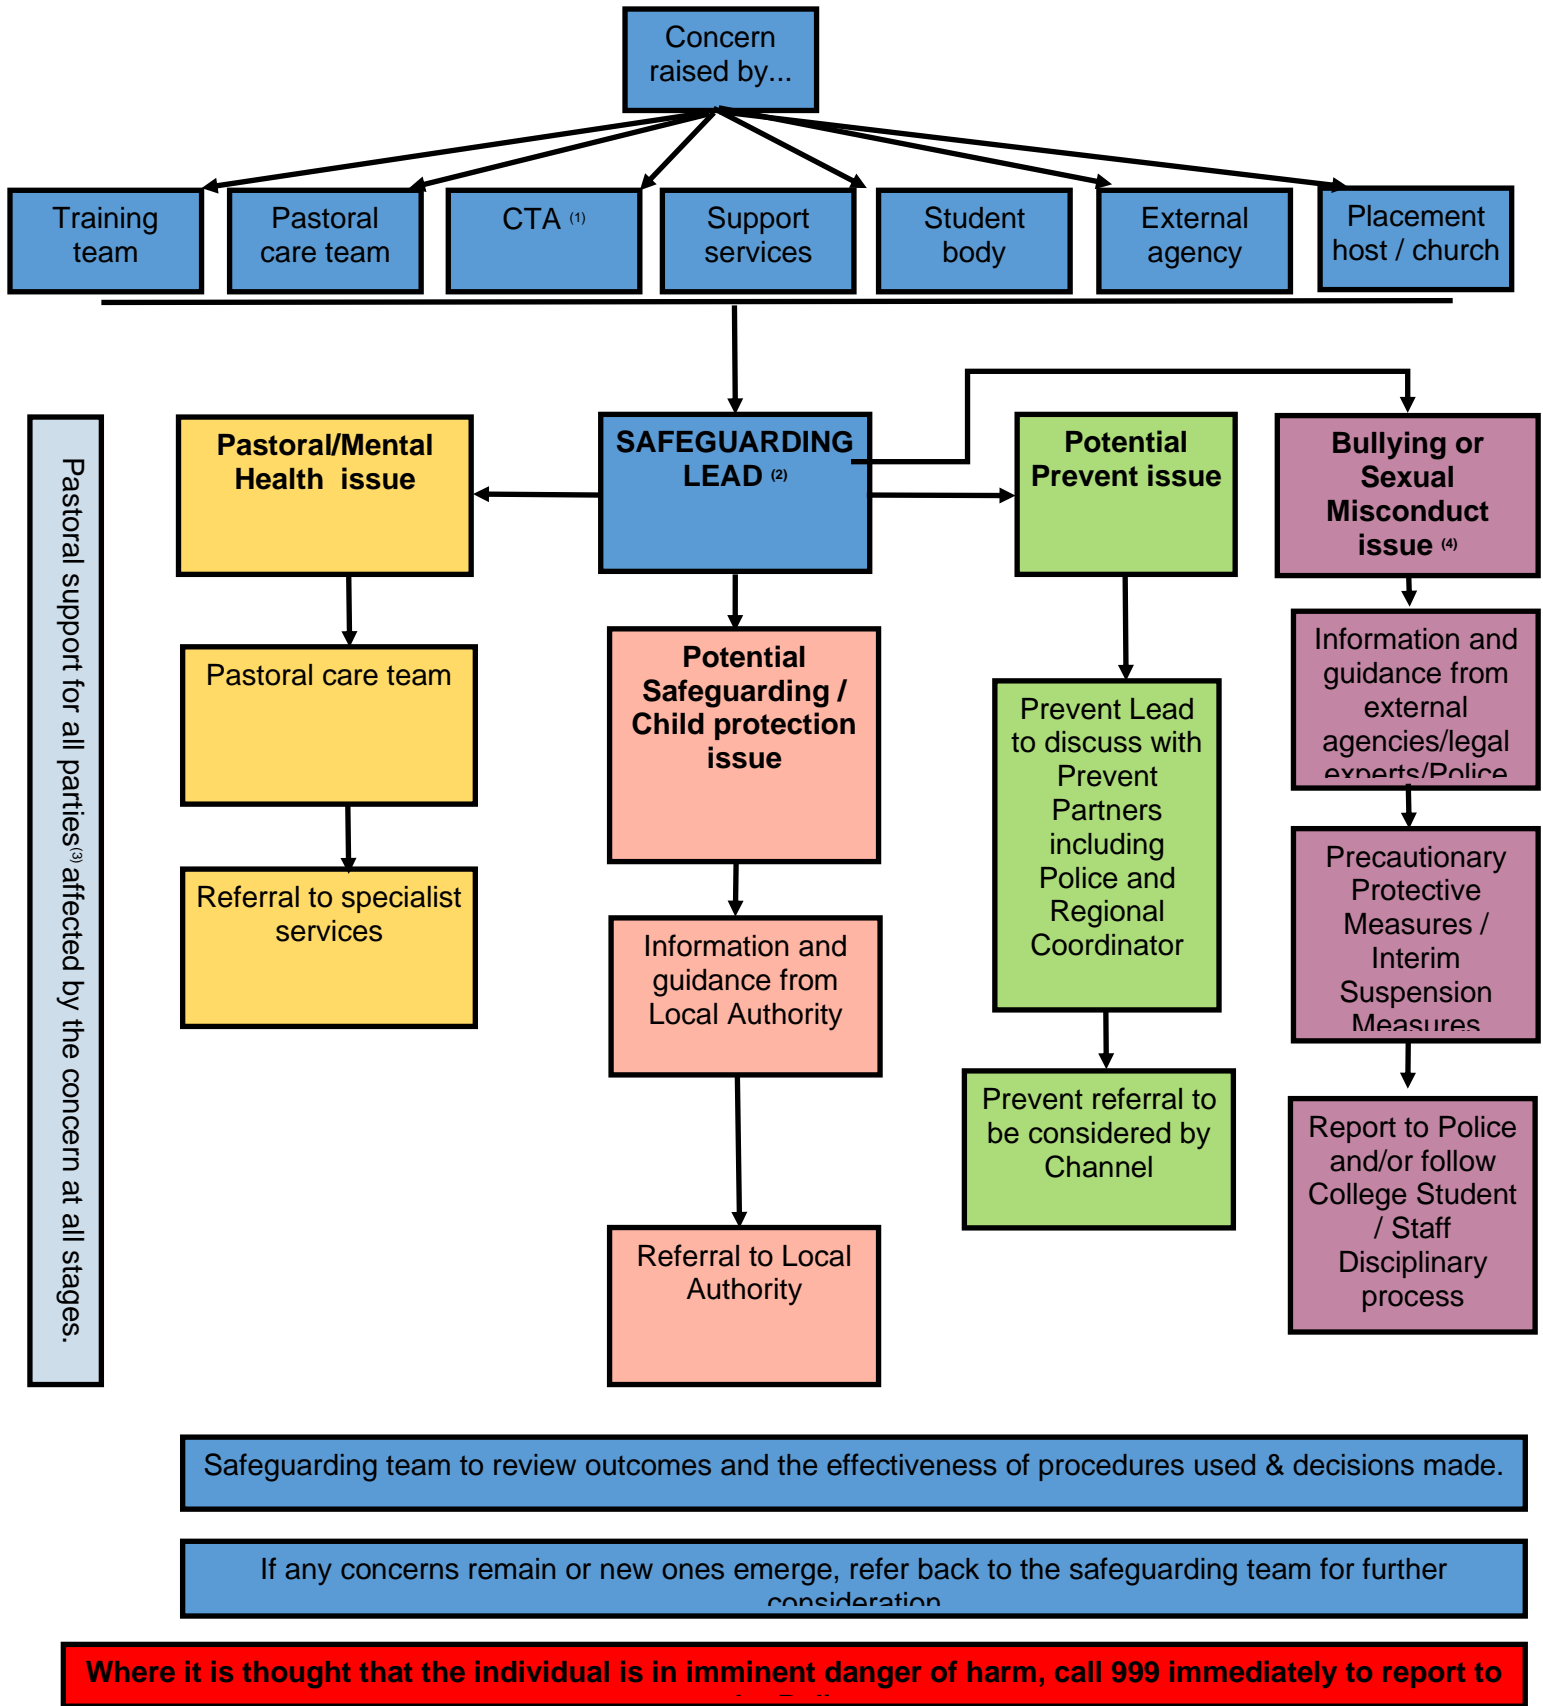 Concern
raised by...
Training
team
Pastoral
care team
CTA (1)
Support
services
Student
body
External
agency
Placement
host / church
Pastoral support for all parties(3) affected by the concern at all stages.
Pastoral/Mental
Health issue
SAFEGUARDING
LEAD (2)
Potential
Prevent issue
Bullying or
Sexual
Misconduct
issue (4)
Pastoral care team
Referral to specialist
services
Potential
Safeguarding /
Child protection
issue
Information and
guidance from
Local Authority
Referral to Local
Authority
Prevent Lead
to discuss with
Prevent
Partners
including
Police and
Regional
Coordinator
Prevent referral to
be considered by
Channel
Information and
guidance from
external
agencies/legal
experts/Police
Precautionary
Protective
Measures /
Interim
Suspension
Measures
Report to Police
and/or follow
College Student
/ Staff
Disciplinary
process
Safeguarding team to review outcomes and the effectiveness of procedures used & decisions made.
If any concerns remain or new ones emerge, refer back to the safeguarding team for further
consideration
Where it is thought that the individual is in imminent danger of harm, call 999 immediately to report to